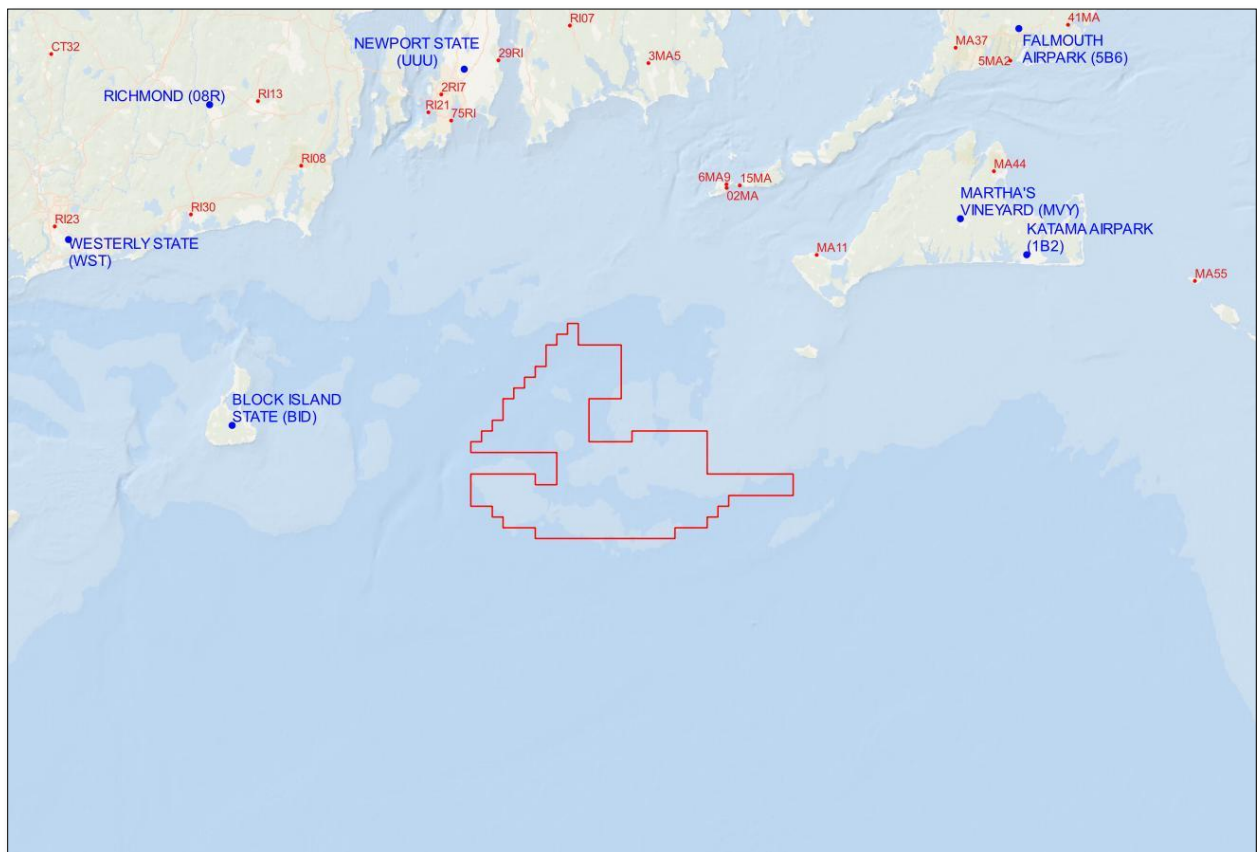 RI07
41MA
NEWPORT STATE
(UUU)
FALMOUTH
AIRPARK (5B6)
CT32
29RI
3MA5
MA37
5MA2
RICHMOND (08R)
RI13
2RI7
RI21
75RI
RI08
6MA9
15MA
02MA
MA44
MARTHA'S
VINEYARD (MVY)
RI30
RI23
WESTERLY STATE
(WST)
KATAMA AIRPARK
(1B2)
MA11
MA55
BLOCK ISLAND
STATE (BID)